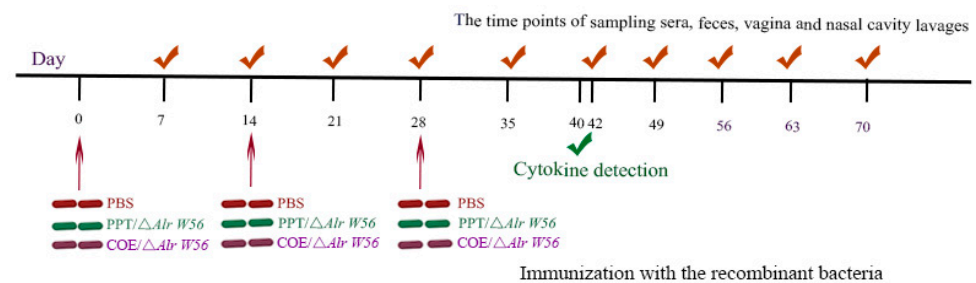 The time points of sampling sera, feces, vagina and nasal cavity lavages
Day
0 7 14 21 28 35 40 42 49 56 63 70
Cytokine detection
PBS PBS PBS
PPT/△Alr W56 PPT/△Alr W56 PPT/△Alr W56
COE/△Alr W56 COE/△Alr W56 COE/△Alr W56
Immunization with the recombinant bacteria